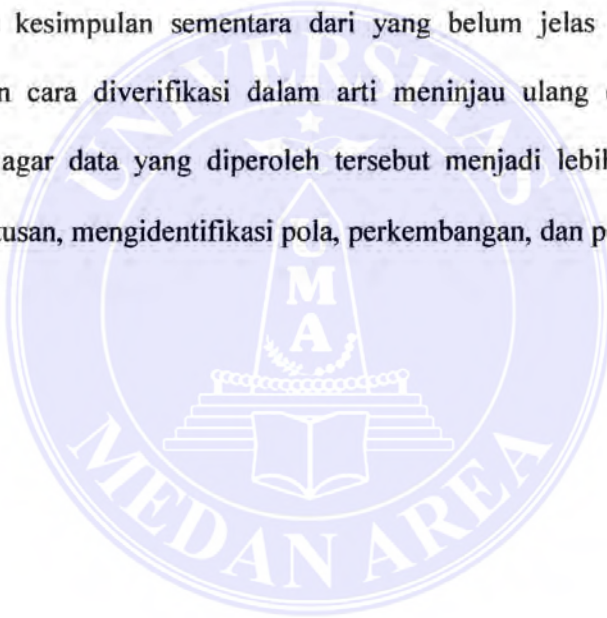 kesimpulan sementara dari yang belum jelas
cara diverifikasi dalam arti meninjau ulang
agar data yang diperoleh tersebut menjadi lebih
mengidentifikasi pola, perkembangan, dan
UNIVERSITAS
UMA
MEDAN AREA